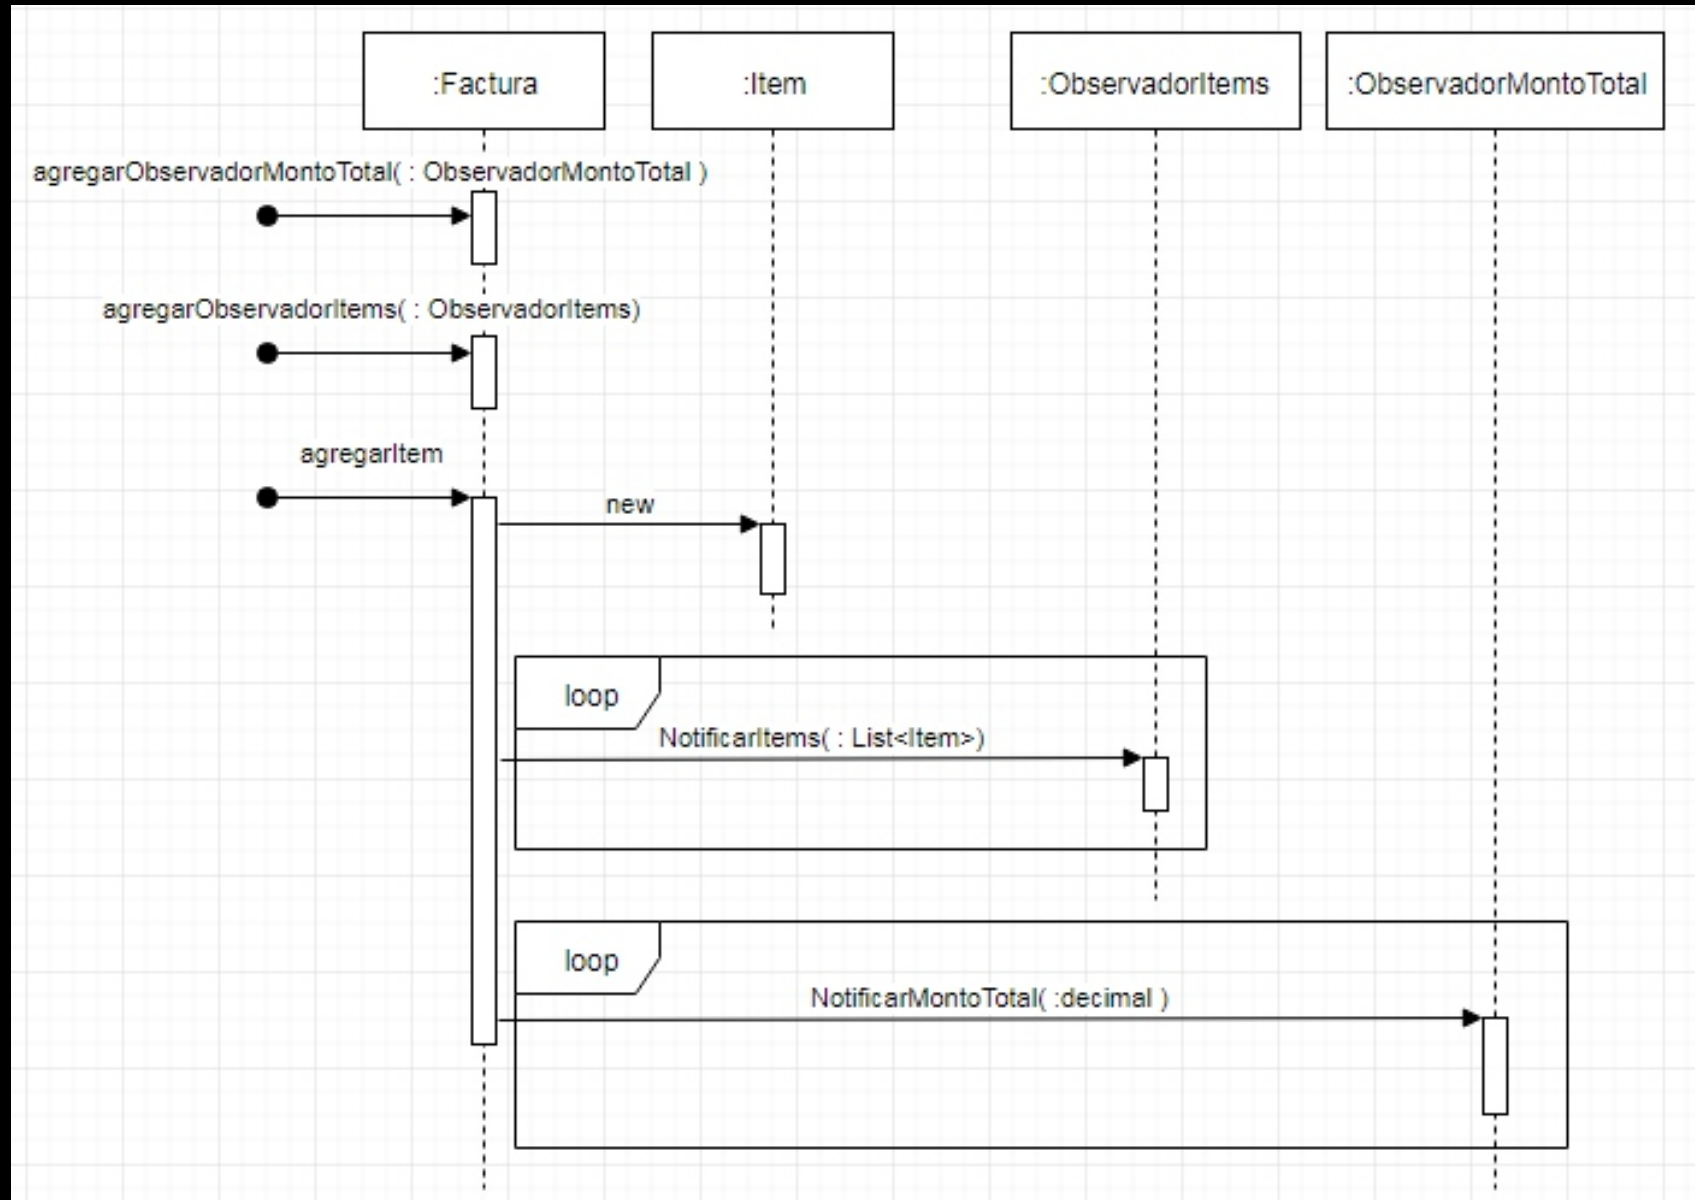 :Factura
:Item
:ObservadorItems
:ObservadorMontoTotal
agregarObservadorMontoTotal( : ObservadorMontoTotal )
agregarObservadorItems( : ObservadorItems)
agregarItem
new
loop
NotificarItems( : List<Item>)
loop
NotificarMontoTotal( :decimal )